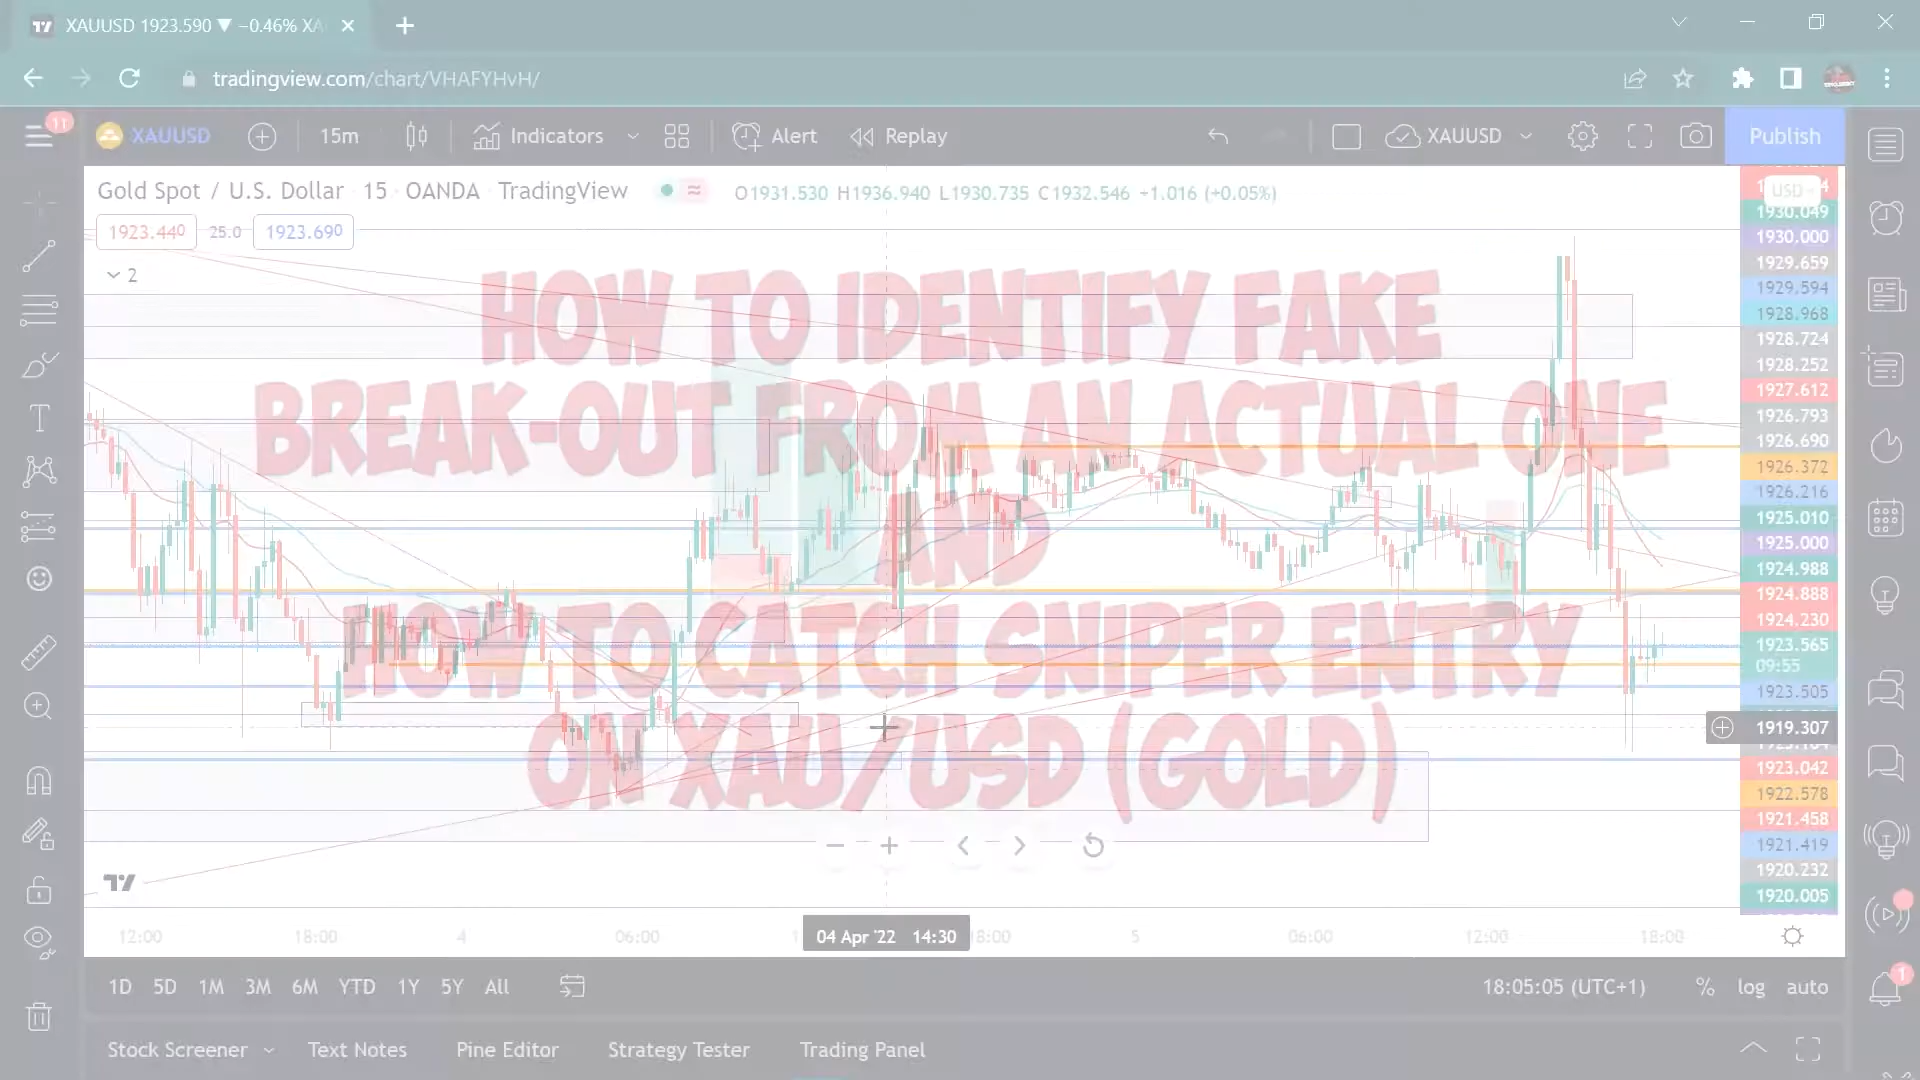 XAUUSD 1923.590 ▼ −0.46% XA
tradingview.com/chart/VHAFYHvH/
11
XAUUSD 15m Indicators Alert Replay XAUUSD Publish
Gold Spot / U.S. Dollar · 15 · OANDA · TradingView O1931.530 H1936.940 L1930.735 C1932.546 +1.016 (+0.05%)
1923.440 25.0 1923.690
2
HOW TO IDENTIFY FAKE
BREAK-OUT FROM AN ACTUAL ONE
AND
HOW TO CATCH SNIPER ENTRY
ON XAU/USD (GOLD)
USD
1930.049
1930.000
1929.659
1929.594
1928.968
1928.724
1928.252
1927.612
1926.793
1926.690
1926.372
1926.216
1925.010
1925.000
1924.988
1924.888
1924.230
1923.565
09:55
1923.505
1919.307
1923.042
1922.578
1921.458
1921.419
1920.232
1920.005
12:00 18:00 4 06:00 04 Apr '22 14:30 18:00 5 06:00 12:00 18:00
1D 5D 1M 3M 6M YTD 1Y 5Y All 18:05:05 (UTC+1) % log auto
1
Stock Screener Text Notes Pine Editor Strategy Tester Trading Panel